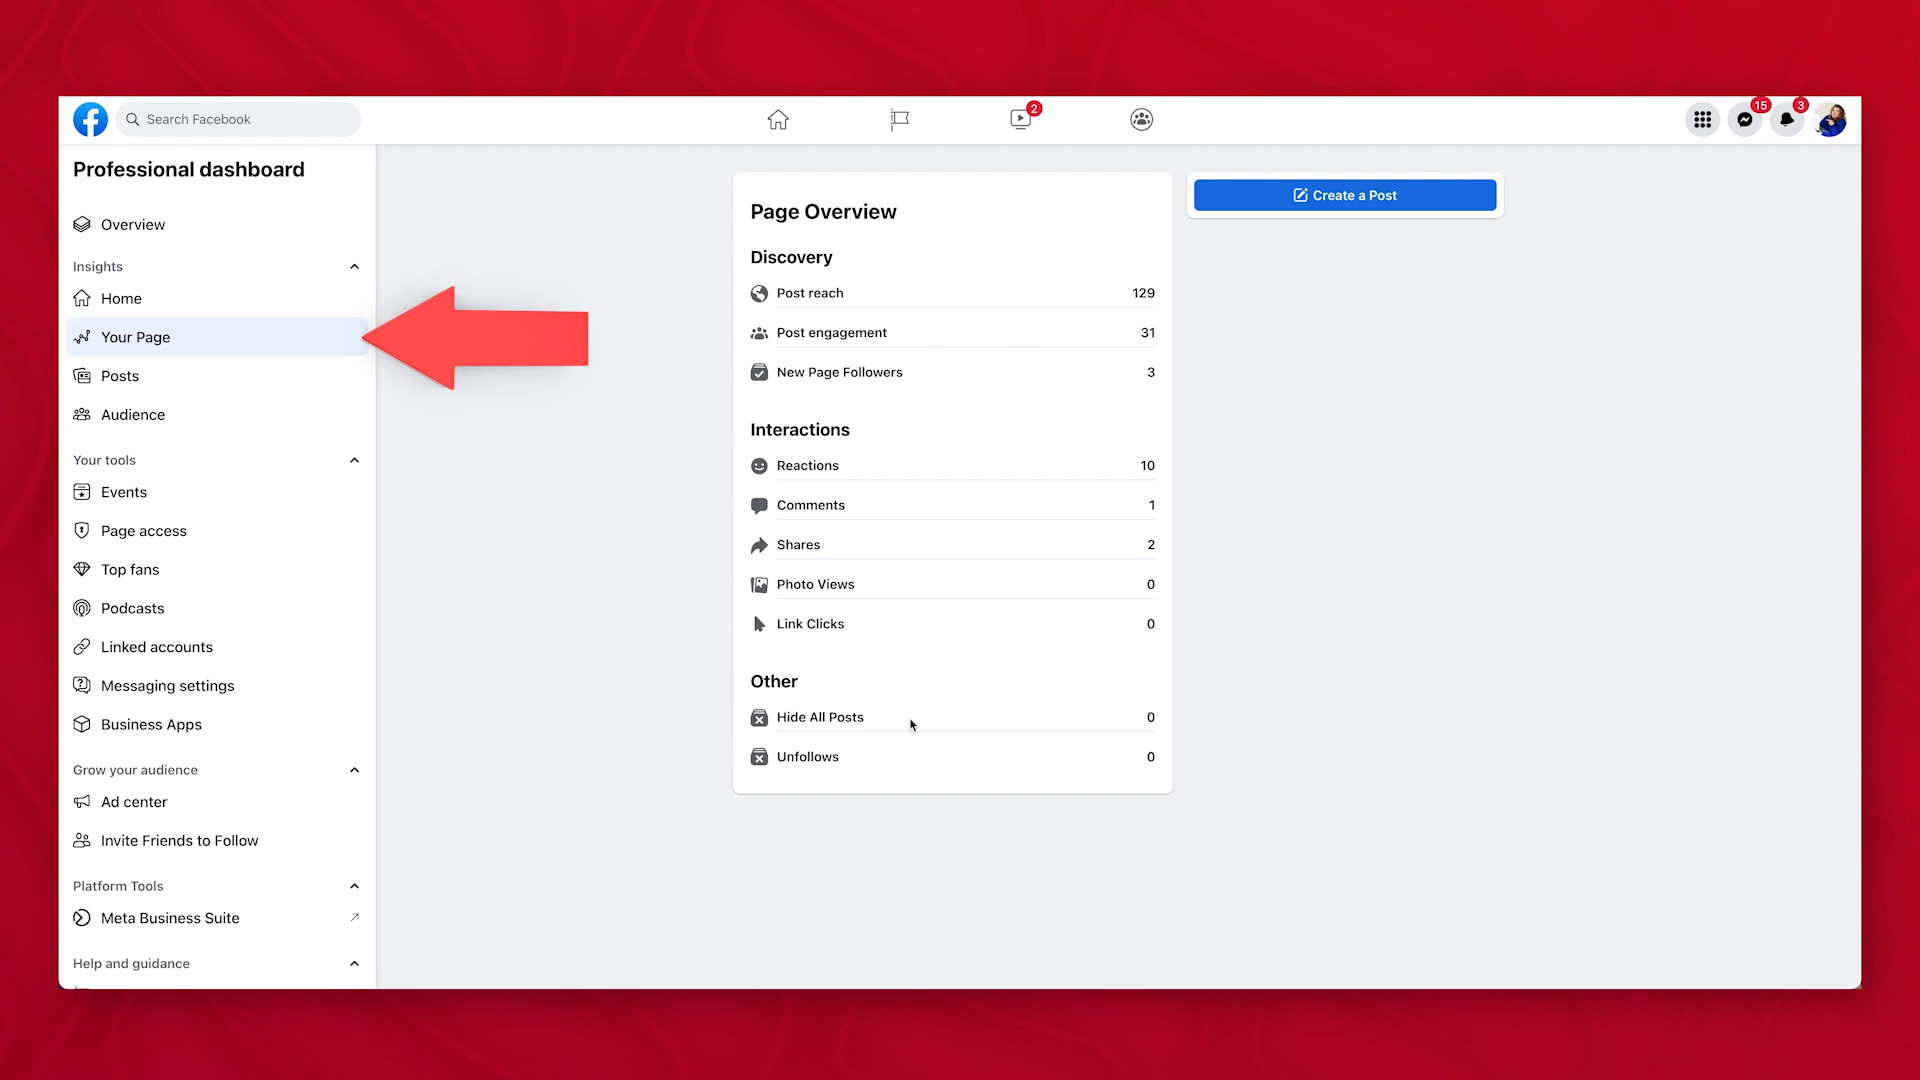 Search Facebook
2
15
3
Professional dashboard
Overview
Insights
Home
Your Page
Posts
Audience
Your tools
Events
Page access
Top fans
Podcasts
Linked accounts
Messaging settings
Business Apps
Grow your audience
Ad center
Invite Friends to Follow
Platform Tools
Meta Business Suite
Help and guidance
Page Overview
Discovery
Post reach 129
Post engagement 31
New Page Followers 3
Interactions
Reactions 10
Comments 1
Shares 2
Photo Views 0
Link Clicks 0
Other
Hide All Posts 0
Unfollows 0
Create a Post